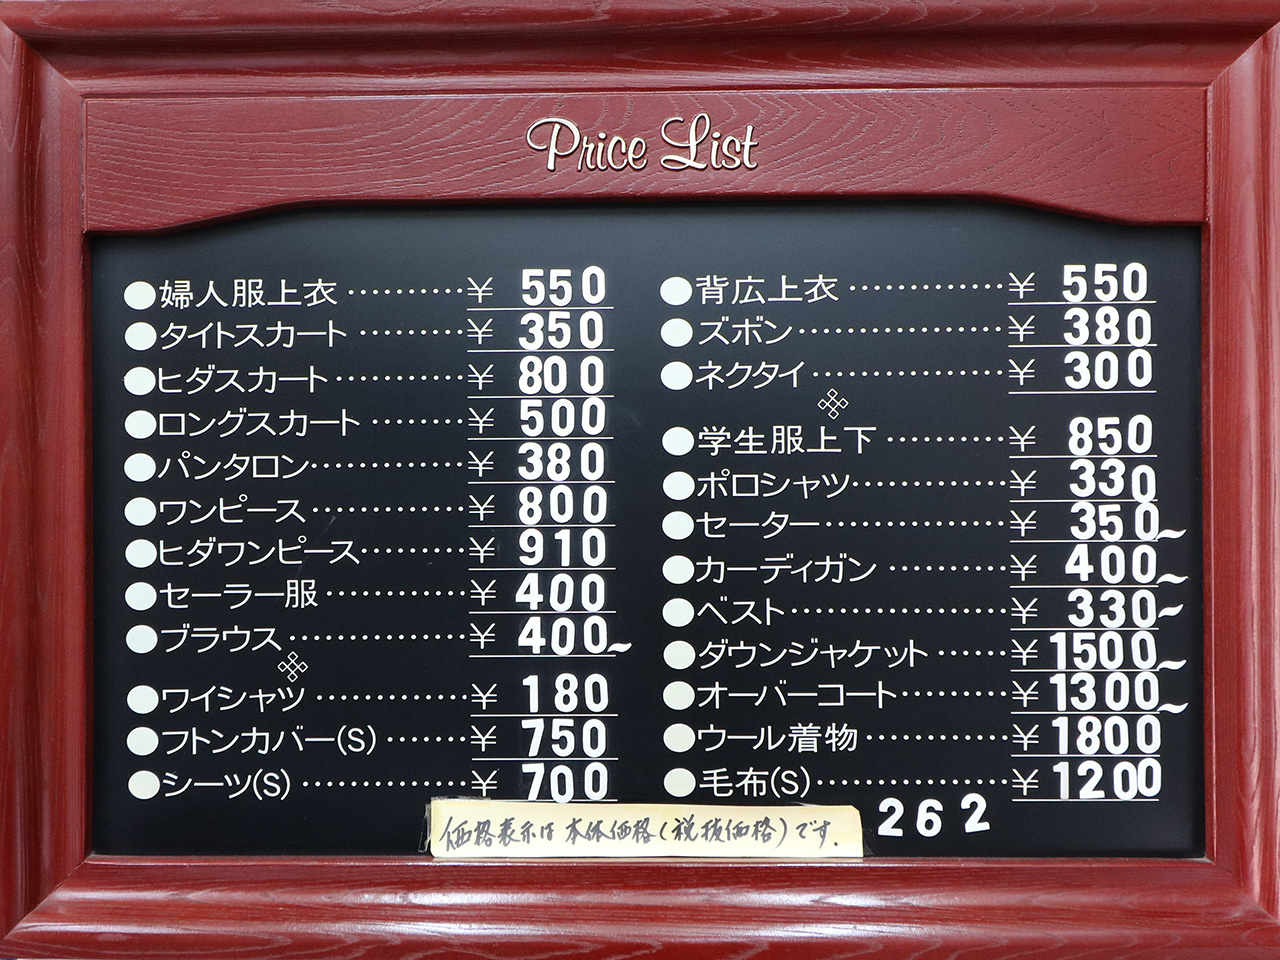 Price List
●婦人服上衣 ·········· ¥ 550
●タイトスカート ·········· ¥ 350
●ヒダスカート ·········· ¥ 800
●ロングスカート ·········· ¥ 500
●パンタロン ·········· ¥ 380
●ワンピース ·········· ¥ 800
●ヒダワンピース ·········· ¥ 910
●セーラー服 ·········· ¥ 400
●ブラウス ·········· ¥ 400~
●ワイシャツ ·········· ¥ 180
●フトンカバー(S) ······· ¥ 750
●シーツ(S) ·········· ¥ 700
●背広上衣 ·········· ¥ 550
●ズボン ·········· ¥ 380
●ネクタイ ·········· ¥ 300
●学生服上下 ·········· ¥ 850
●ポロシャツ ·········· ¥ 330
●セーター ·········· ¥ 350~
●カーディガン ·········· ¥ 400~
●ベスト ·········· ¥ 330~
●ダウンジャケット ······ ¥ 1500~
●オーバーコート ·········· ¥ 1300~
●ウール着物 ·········· ¥ 1800
●毛布(S) ·········· ¥ 1200
価格表示は本体価格(税抜価格)です.
262